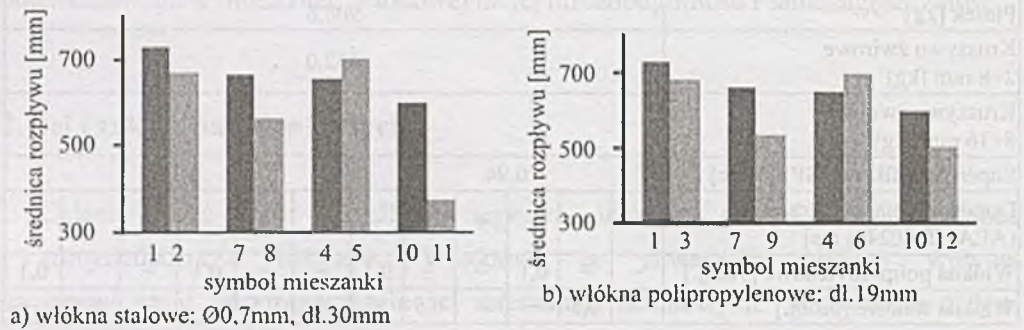 średnica rozpływu [mm]
700
500
300
1 2 7 8 4 5 10 11
symbol mieszanki
a) włókna stalowe: Ø0,7mm, dł.30mm
średnica rozpływu [mm]
700
500
300
1 3 7 9 4 6 10 12
symbol mieszanki
b) włókna polipropylenowe: dł.19mm